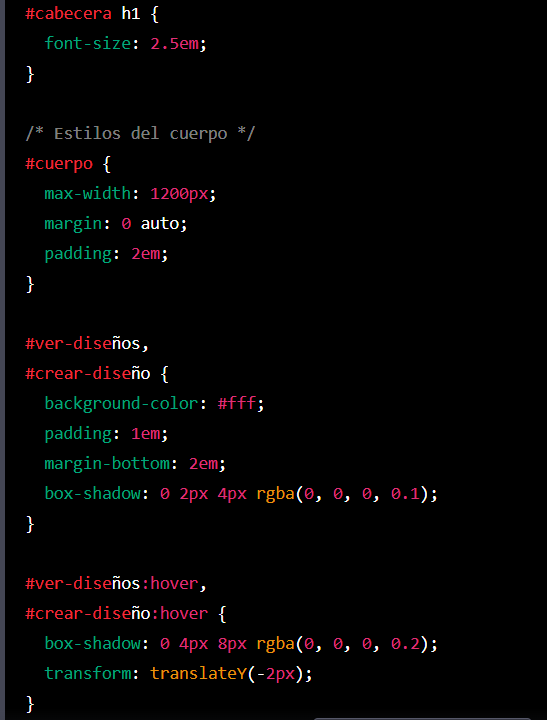 #cabecera h1 {
  font-size: 2.5em;
}

/* Estilos del cuerpo */
#cuerpo {
  max-width: 1200px;
  margin: 0 auto;
  padding: 2em;
}

#ver-diseños,
#crear-diseño {
  background-color: #fff;
  padding: 1em;
  margin-bottom: 2em;
  box-shadow: 0 2px 4px rgba(0, 0, 0, 0.1);
}

#ver-diseños:hover,
#crear-diseño:hover {
  box-shadow: 0 4px 8px rgba(0, 0, 0, 0.2);
  transform: translateY(-2px);
}